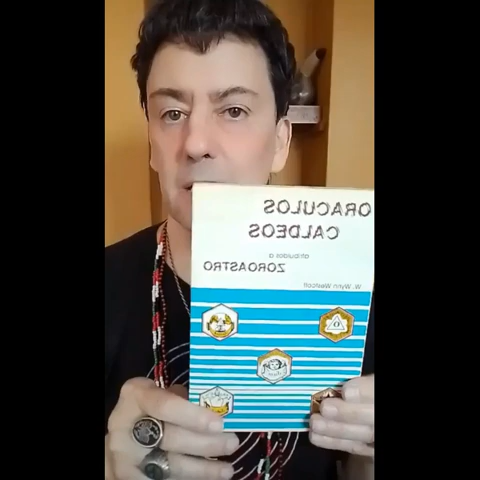 ORACULOS
CALDEOS
atribuidos a
ZOROASTRO
W. Wynn Westcott